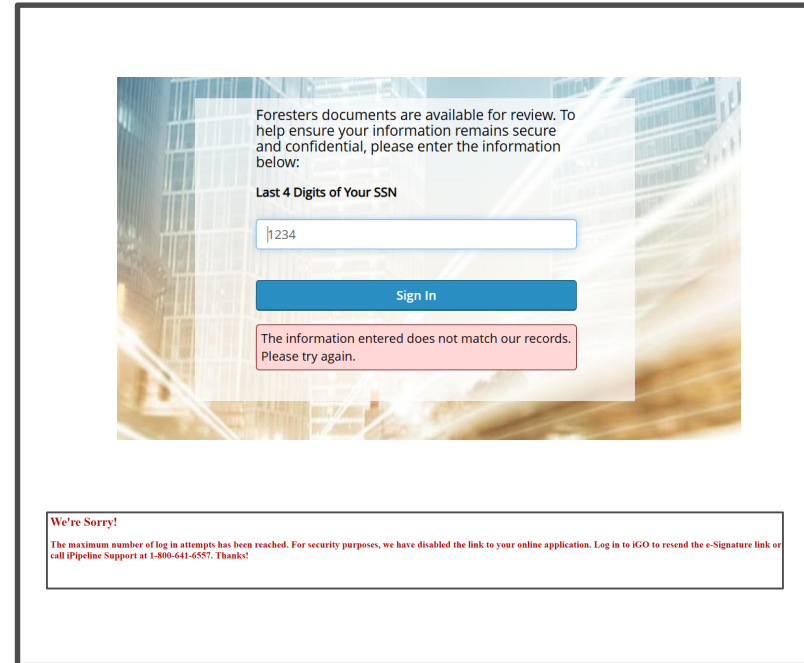 Foresters documents are available for review. To
help ensure your information remains secure
and confidential, please enter the information
below:
Last 4 Digits of Your SSN
1234
Sign In
The information entered does not match our records.
Please try again.
We're Sorry!
The maximum number of log in attempts has been reached. For security purposes, we have disabled the link to your online application. Log in to iGO to resend the e-Signature link or
call iPipeline Support at 1-800-641-6557. Thanks!